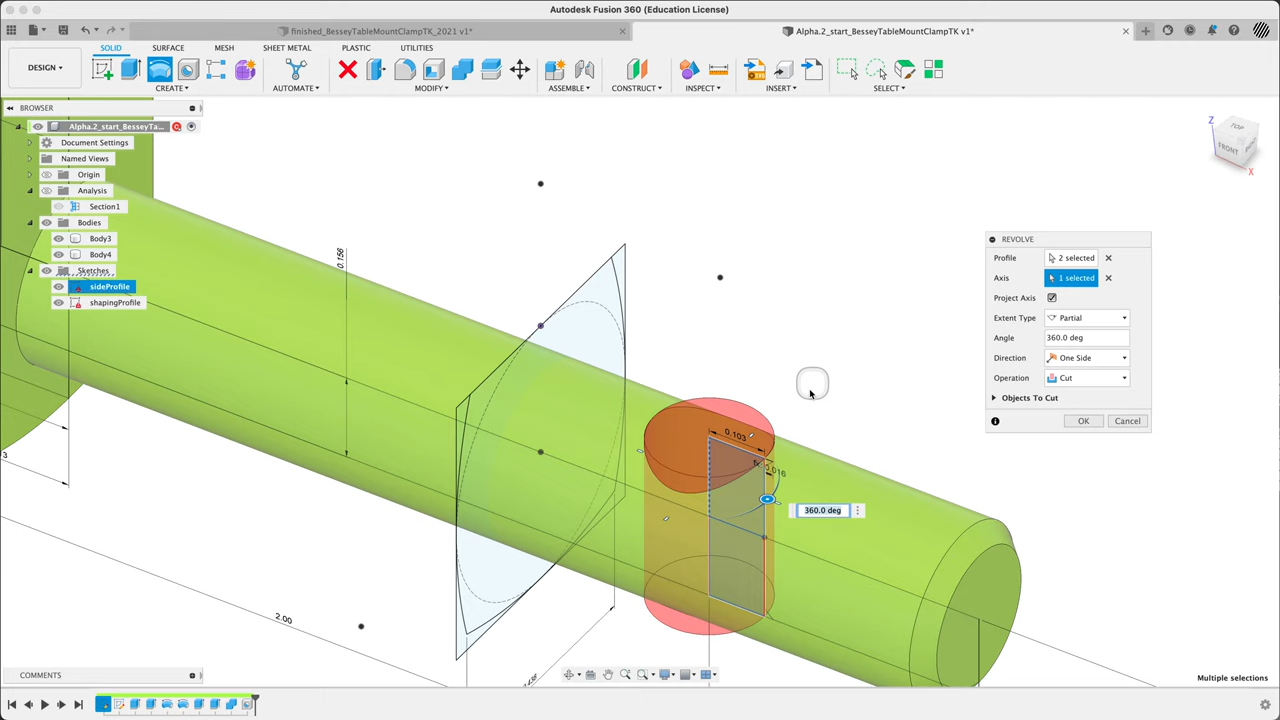 Autodesk Fusion 360 (Education License)
finished_BesseyTableMountClampTK_2021 v1*
Alpha.2_start_BesseyTableMountClampTK v1*
SOLID SURFACE MESH SHEET METAL PLASTIC UTILITIES
DESIGN
CREATE AUTOMATE MODIFY ASSEMBLE CONSTRUCT INSPECT INSERT SELECT
BROWSER
Alpha.2_start_BesseyTa...
Document Settings
Named Views
Origin
Analysis
Section1
Bodies
Body3
Body4
Sketches
sideProfile
shapingProfile
Z
TOP
FRONT
X
0.156
0.103
0.016
360.0 deg
2.00
REVOLVE
Profile 2 selected
Axis 1 selected
Project Axis
Extent Type Partial
Angle 360.0 deg
Direction One Side
Operation Cut
Objects To Cut
OK Cancel
COMMENTS
Multiple selections